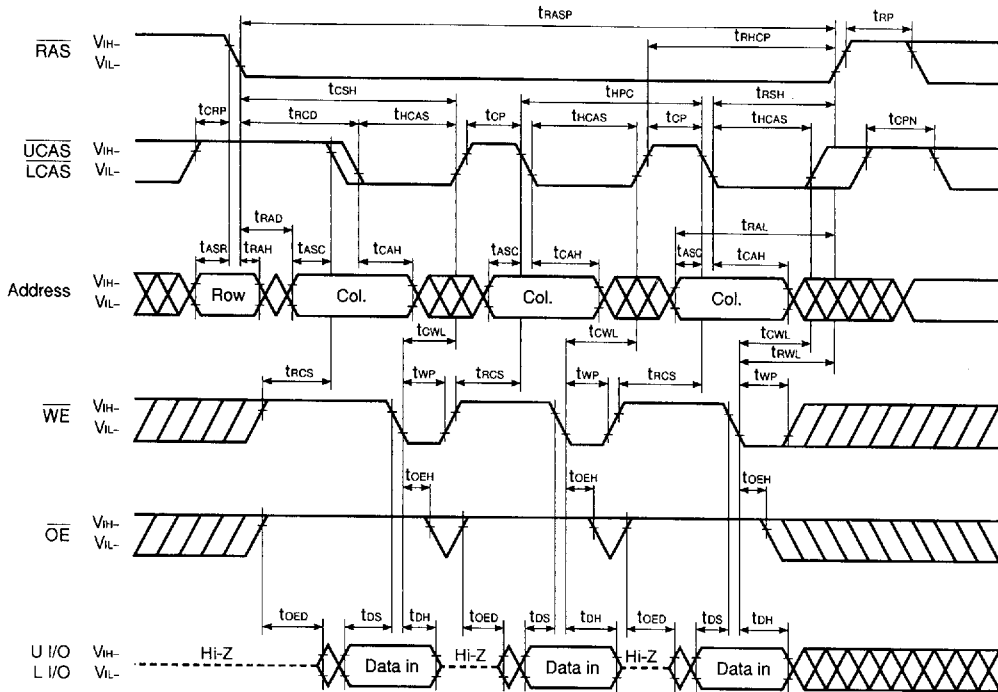 tRASP
tRP
tRHCP
RAS VIH– VIL–
tCSH tHPC tRSH
tCRP tRCD tHCAS tCP tHCAS tCP tHCAS tCPN
UCAS LCAS VIH– VIL–
tRAD tRAL
tASR tRAH tASC tCAH tASC tCAH tASC tCAH
Address VIH– VIL– Row Col. Col. Col.
tCWL tCWL tCWL
tRWL
tRCS tWP tRCS tWP tRCS tWP
WE VIH– VIL–
tOEH tOEH tOEH
OE VIH– VIL–
tOED tDS tDH tOED tDS tDH tOED tDS tDH
U I/O VIH– Hi-Z Hi-Z Hi-Z
L I/O VIL– Data in Data in Data in